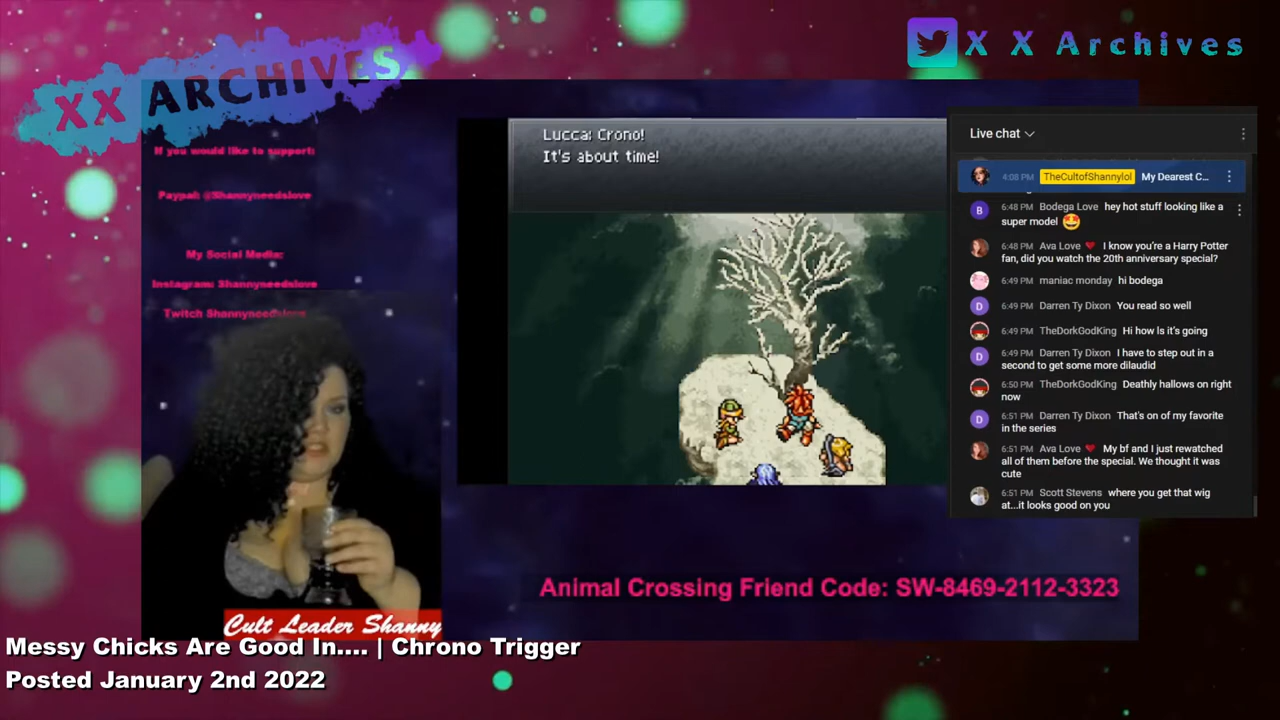 XX ARCHIVES
X X Archives
If you would like to support:
Paypal: @Shannyneedslove
My Social Media:
Instagram: Shannyneedslove
Twitch Shannyneedslove
Lucca: Crono!
It's about time!
Live chat
4:08 PM TheCultofShannylol My Dearest C...
B 6:48 PM Bodega Love hey hot stuff looking like a
super model 🤩
6:48 PM Ava Love ❤ I know you're a Harry Potter
fan, did you watch the 20th anniversary special?
6:49 PM maniac monday hi bodega
D 6:49 PM Darren Ty Dixon You read so well
6:49 PM TheDorkGodKing Hi how Is it's going
D 6:49 PM Darren Ty Dixon I have to step out in a
second to get some more dilaudid
6:50 PM TheDorkGodKing Deathly hallows on right
now
D 6:51 PM Darren Ty Dixon That's on of my favorite
in the series
6:51 PM Ava Love ❤ My bf and I just rewatched
all of them before the special. We thought it was
cute
6:51 PM Scott Stevens where you get that wig
at...it looks good on you
Animal Crossing Friend Code: SW-8469-2112-3323
Cult Leader Shanny
Messy Chicks Are Good In.... | Chrono Trigger
Posted January 2nd 2022